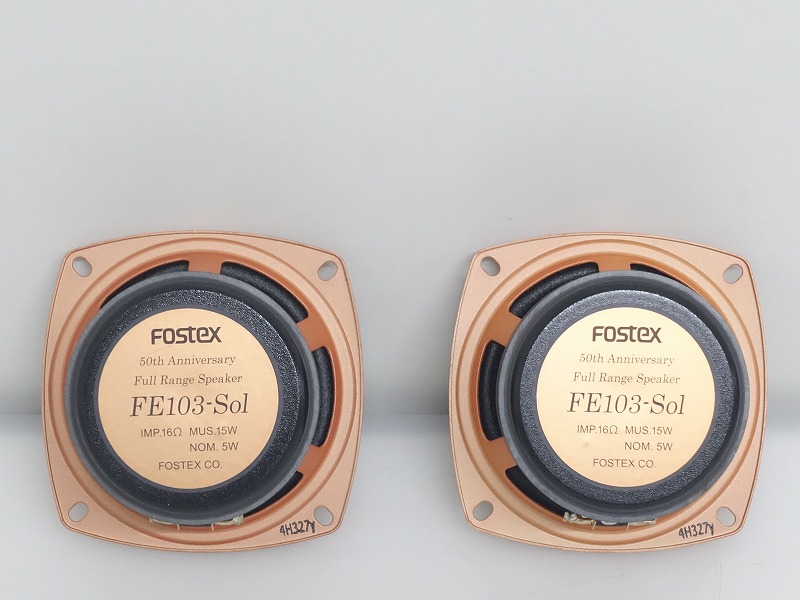 FOSTEX
50th Anniversary
Full Range Speaker
FE103-Sol
IMP.16Ω MUS.15W
NOM. 5W
FOSTEX CO.
4H327Y
FOSTEX
50th Anniversary
Full Range Speaker
FE103-Sol
IMP.16Ω MUS.15W
NOM. 5W
FOSTEX CO.
4H327Y